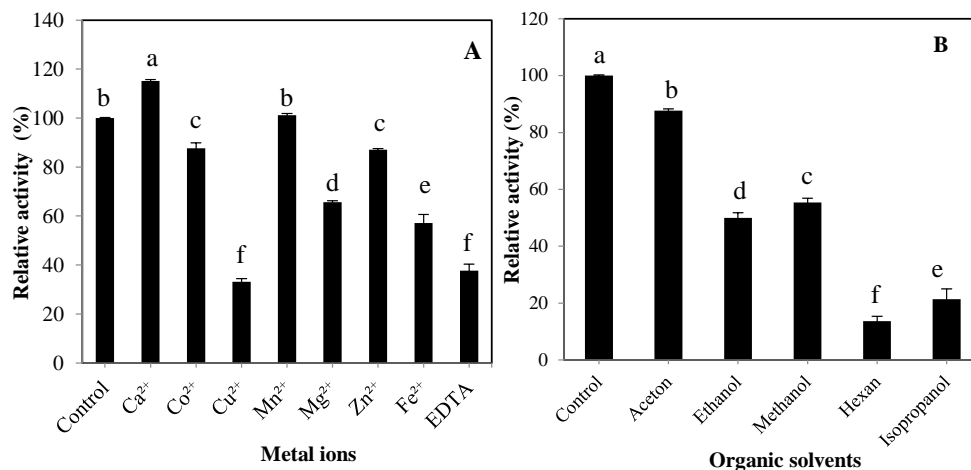 A
Relative activity (%)
140
120
100
80
60
40
20
0
b
a
c
f
b
d
c
e
f
Control
Ca²⁺
Co²⁺
Cu²⁺
Mn²⁺
Mg²⁺
Zn²⁺
Fe²⁺
EDTA
Metal ions
B
Relative activity (%)
120
100
80
60
40
20
0
a
b
d
c
f
e
Control
Aceton
Ethanol
Methanol
Hexan
Isopropanol
Organic solvents